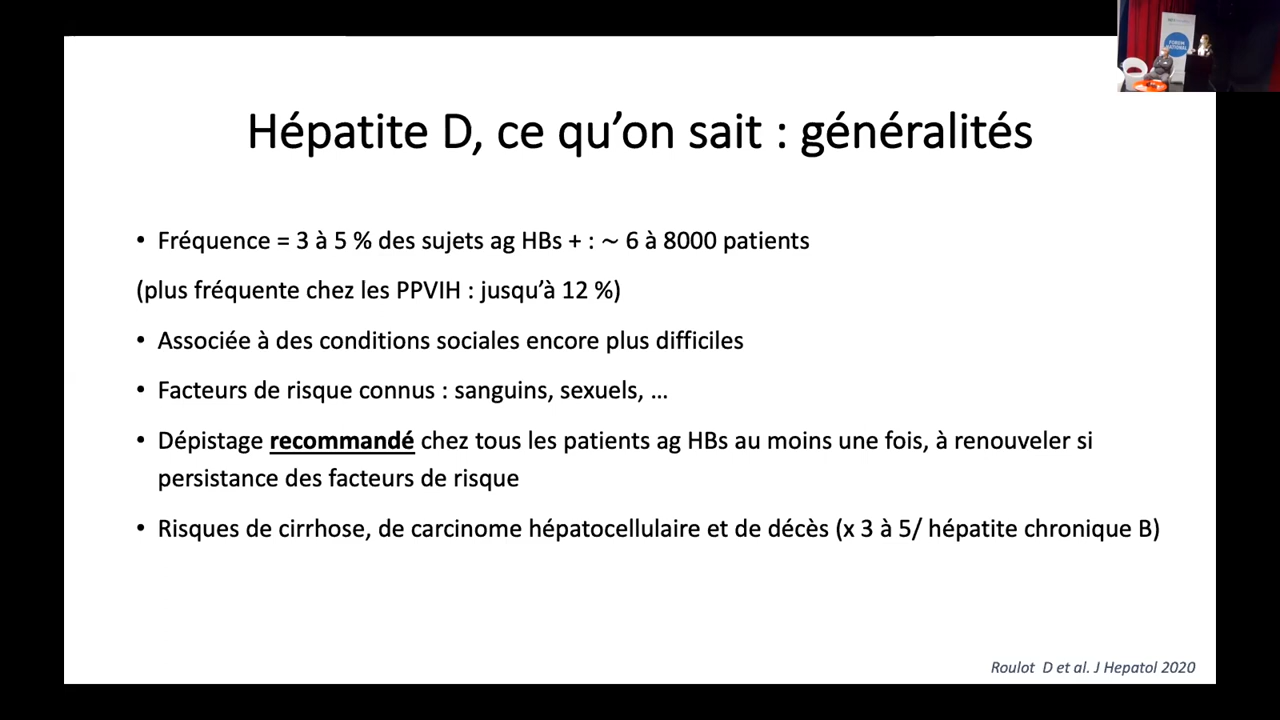 FORUM
NATIONAL
Hépatite D, ce qu’on sait : généralités
• Fréquence = 3 à 5 % des sujets ag HBs + : ~ 6 à 8000 patients
(plus fréquente chez les PPVIH : jusqu’à 12 %)
• Associée à des conditions sociales encore plus difficiles
• Facteurs de risque connus : sanguins, sexuels, …
• Dépistage recommandé chez tous les patients ag HBs au moins une fois, à renouveler si
persistance des facteurs de risque
• Risques de cirrhose, de carcinome hépatocellulaire et de décès (x 3 à 5/ hépatite chronique B)
Roulot D et al. J Hepatol 2020